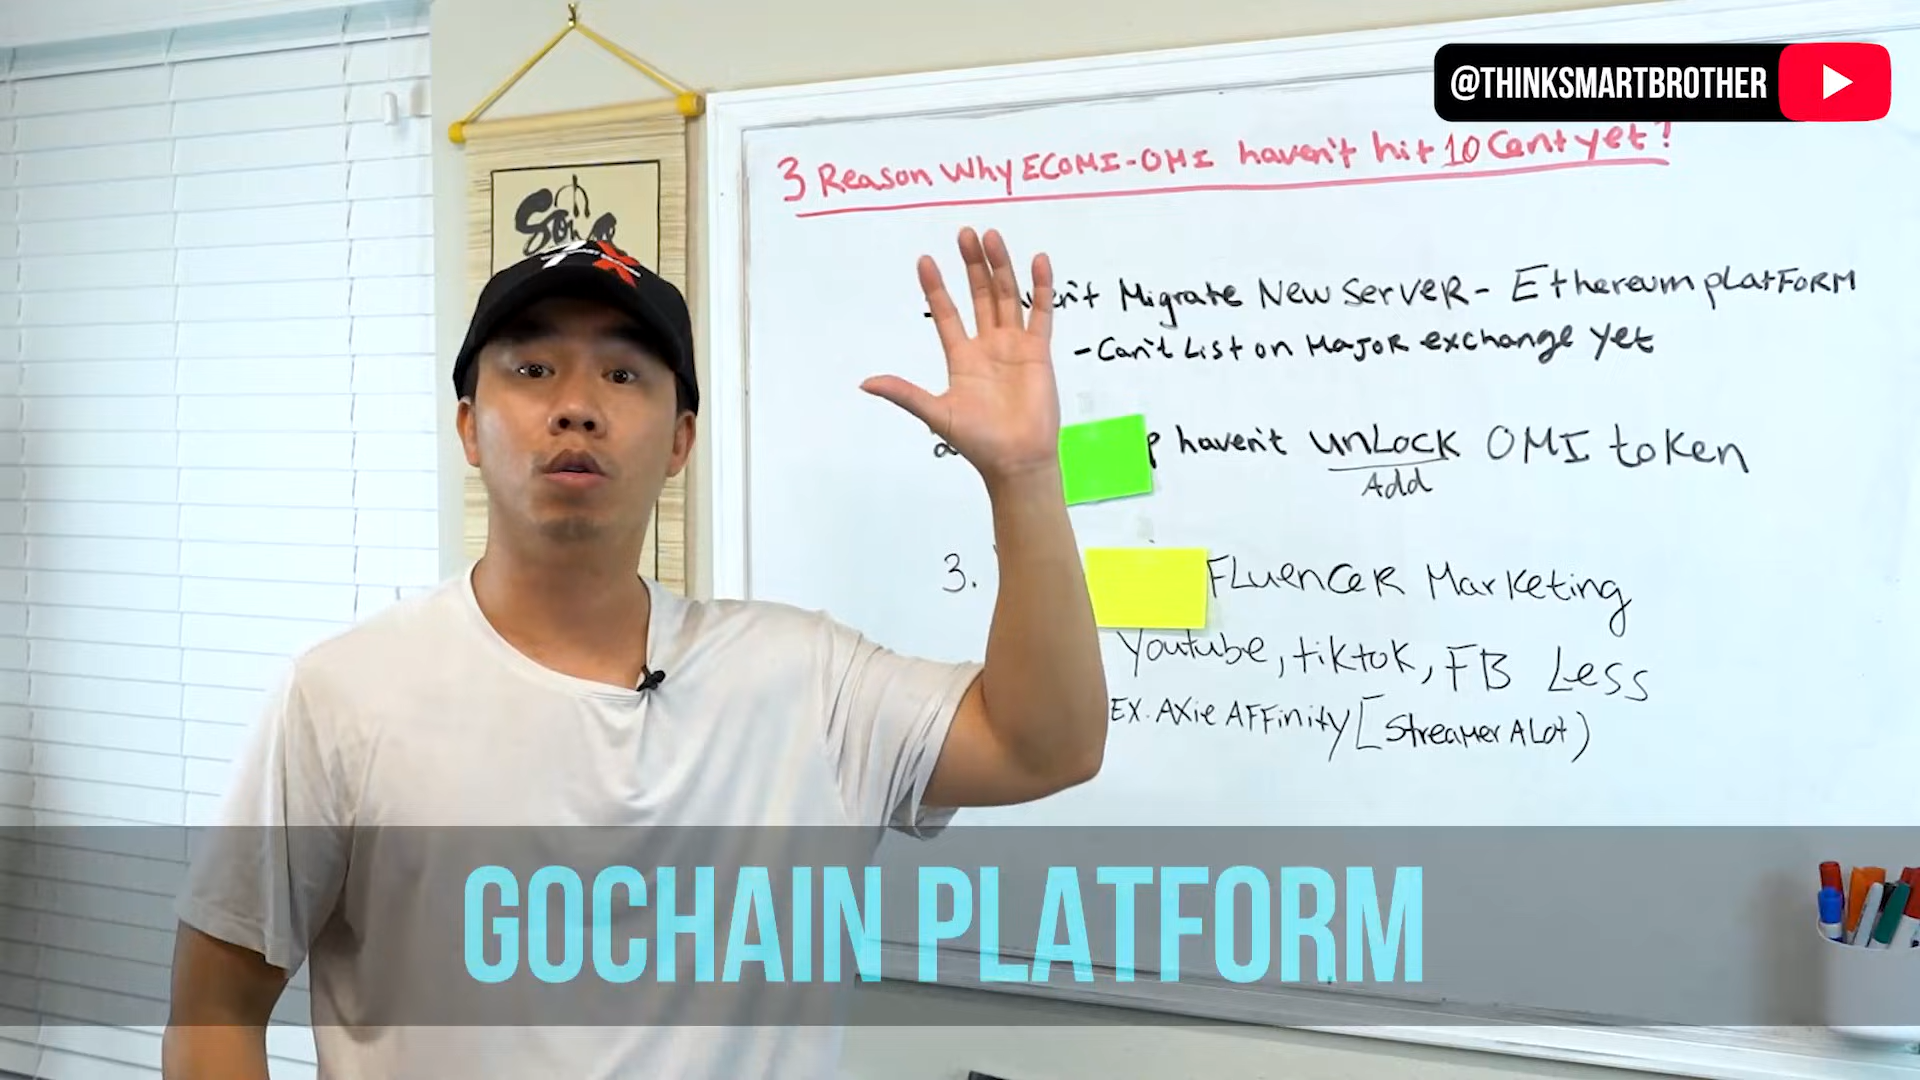 @THINKSMARTBROTHER
3 Reason Why ECOMI-OMI haven't hit 10 Cent yet?
Migrate New Server - Ethereum platform
- Can't List on Major exchange Yet
haven't unLock OMI token
Add
3.
FLuencer Marketing
Youtube, tiktok, FB Less
EX. AXie AFFinity [Streamer ALot)
GOCHAIN PLATFORM